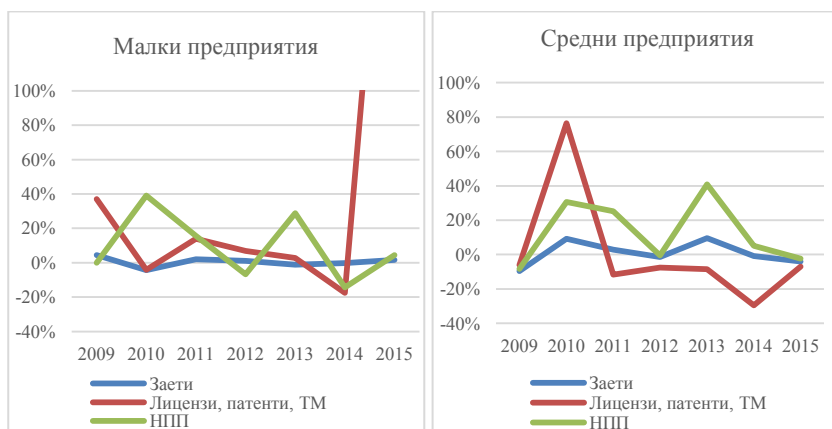 Малки предприятия
100%
80%
60%
40%
20%
0%
-20%
-40%
2009 2010 2011 2012 2013 2014 2015
Заети
Лицензи, патенти, ТМ
НПП
Средни предприятия
100%
80%
60%
40%
20%
0%
-20%
-40%
2009 2010 2011 2012 2013 2014 2015
Заети
Лицензи, патенти, ТМ
НПП